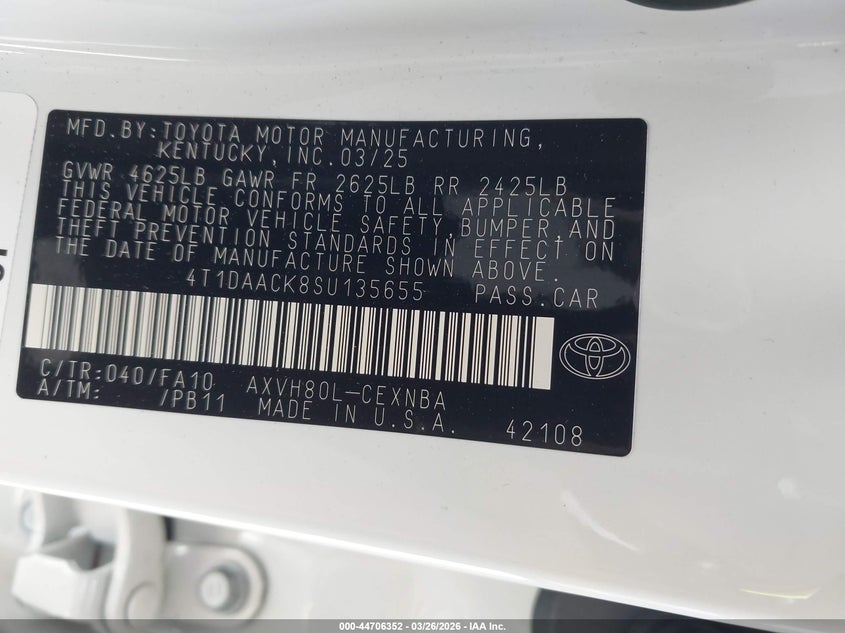 MFD.BY:TOYOTA MOTOR MANUFACTURING,
KENTUCKY,INC.03/25
GVWR 4625LB GAWR FR 2625LB RR 2425LB
THIS VEHICLE CONFORMS TO ALL APPLICABLE
FEDERAL MOTOR VEHICLE SAFETY,BUMPER,AND
THEFT PREVENTION STANDARDS IN EFFECT ON
THE DATE OF MANUFACTURE SHOWN ABOVE.
4T1DAACK8SU135655 PASS.CAR
C/TR:040/FA10 AXVH80L-CEXNBA
A/TM: /PB11 MADE IN U.S.A.
42108
000-44706352 | 03/26/2026 – IAA Inc.